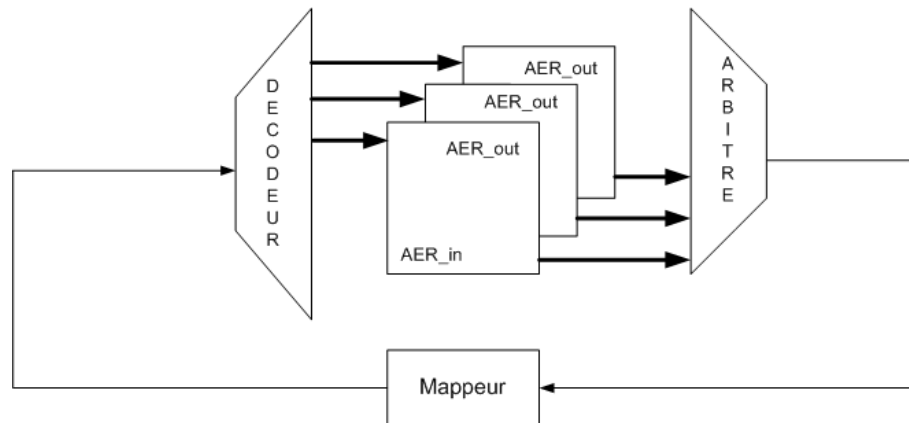 DECODEUR
AER_out
AER_out
AER_out
AER_in
ARBITRE
Mappeur